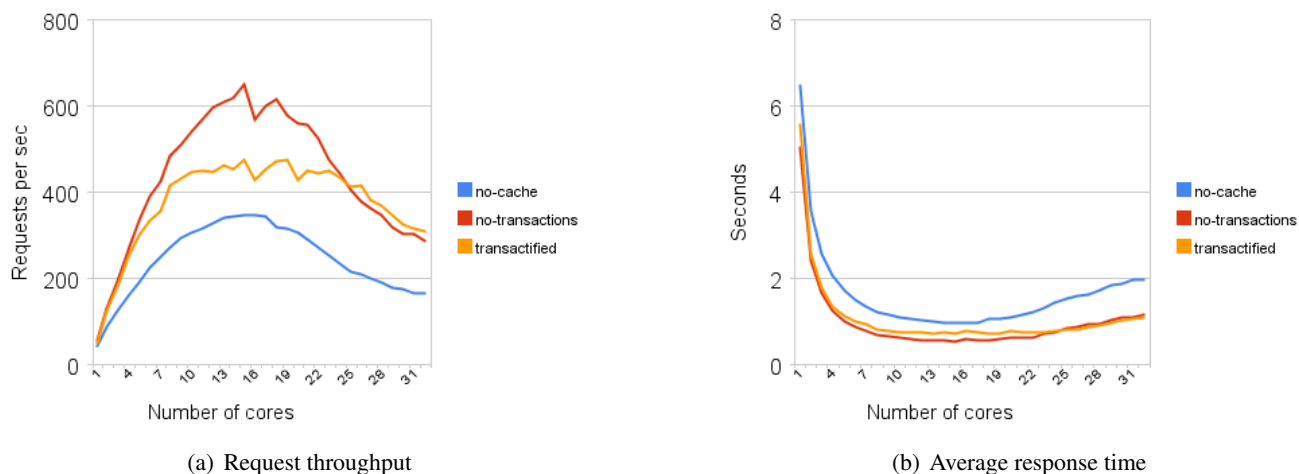 800
600
400
200
0
Requests per sec
1 4 7 10 13 16 19 22 25 28 31
Number of cores
no-cache
no-transactions
transactified
(a) Request throughput
8
6
4
2
0
Seconds
1 4 7 10 13 16 19 22 25 28 31
Number of cores
no-cache
no-transactions
transactified
(b) Average response time